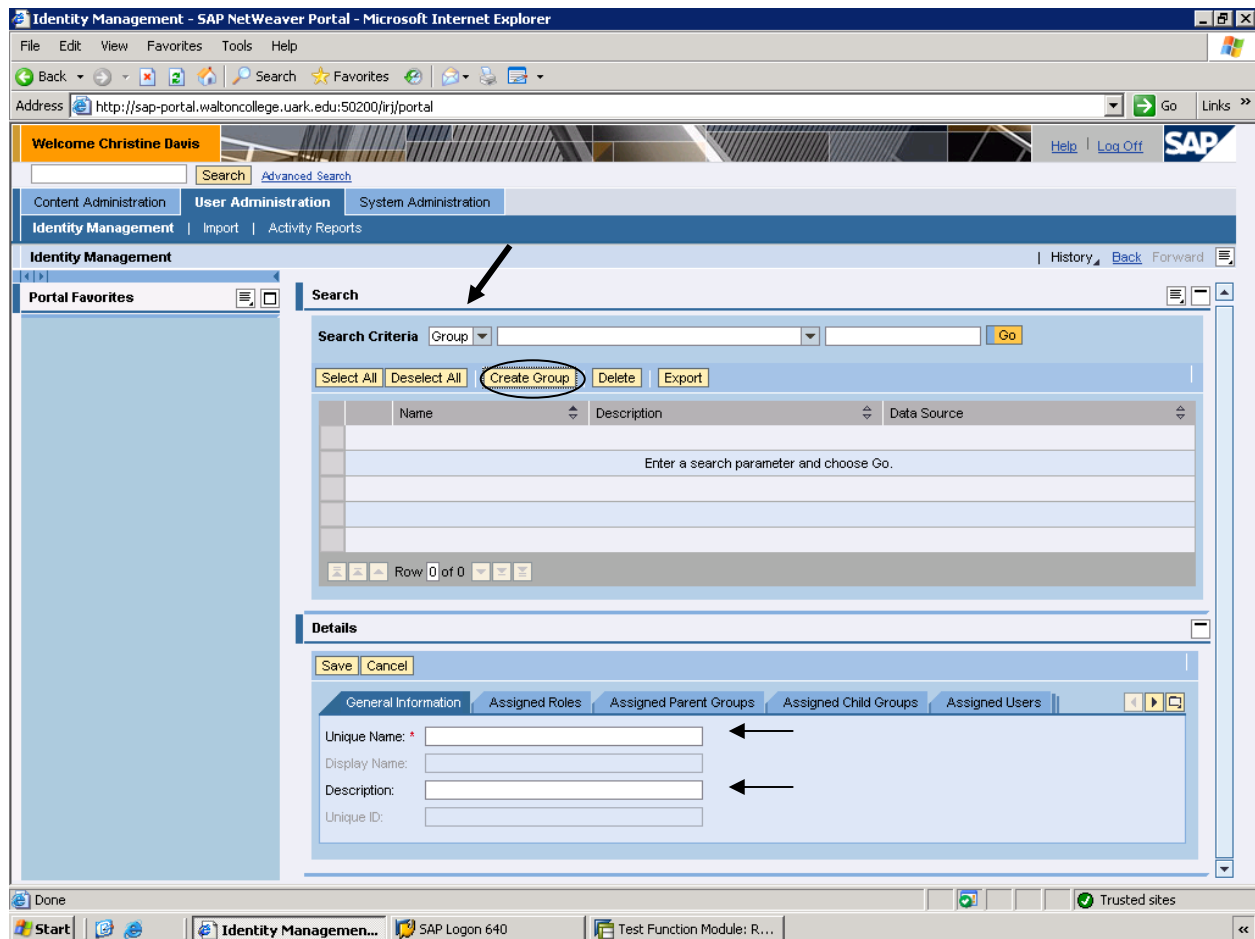 Identity Management - SAP NetWeaver Portal - Microsoft Internet Explorer
File Edit View Favorites Tools Help
Back Search Favorites
Address http://sap-portal.waltoncollege.uark.edu:50200/irj/portal Go Links »
Welcome Christine Davis Help | Log Off SAP
Search Advanced Search
Content Administration User Administration System Administration
Identity Management | Import | Activity Reports
Identity Management | History Back Forward
Portal Favorites
Search
Search Criteria Group Go
Select All Deselect All Create Group Delete Export
Name Description Data Source
Enter a search parameter and choose Go.
Row 0 of 0
Details
Save Cancel
General Information Assigned Roles Assigned Parent Groups Assigned Child Groups Assigned Users
Unique Name: *
Display Name:
Description:
Unique ID:
Done Trusted sites
Start Identity Managemen... SAP Logon 640 Test Function Module: R... «